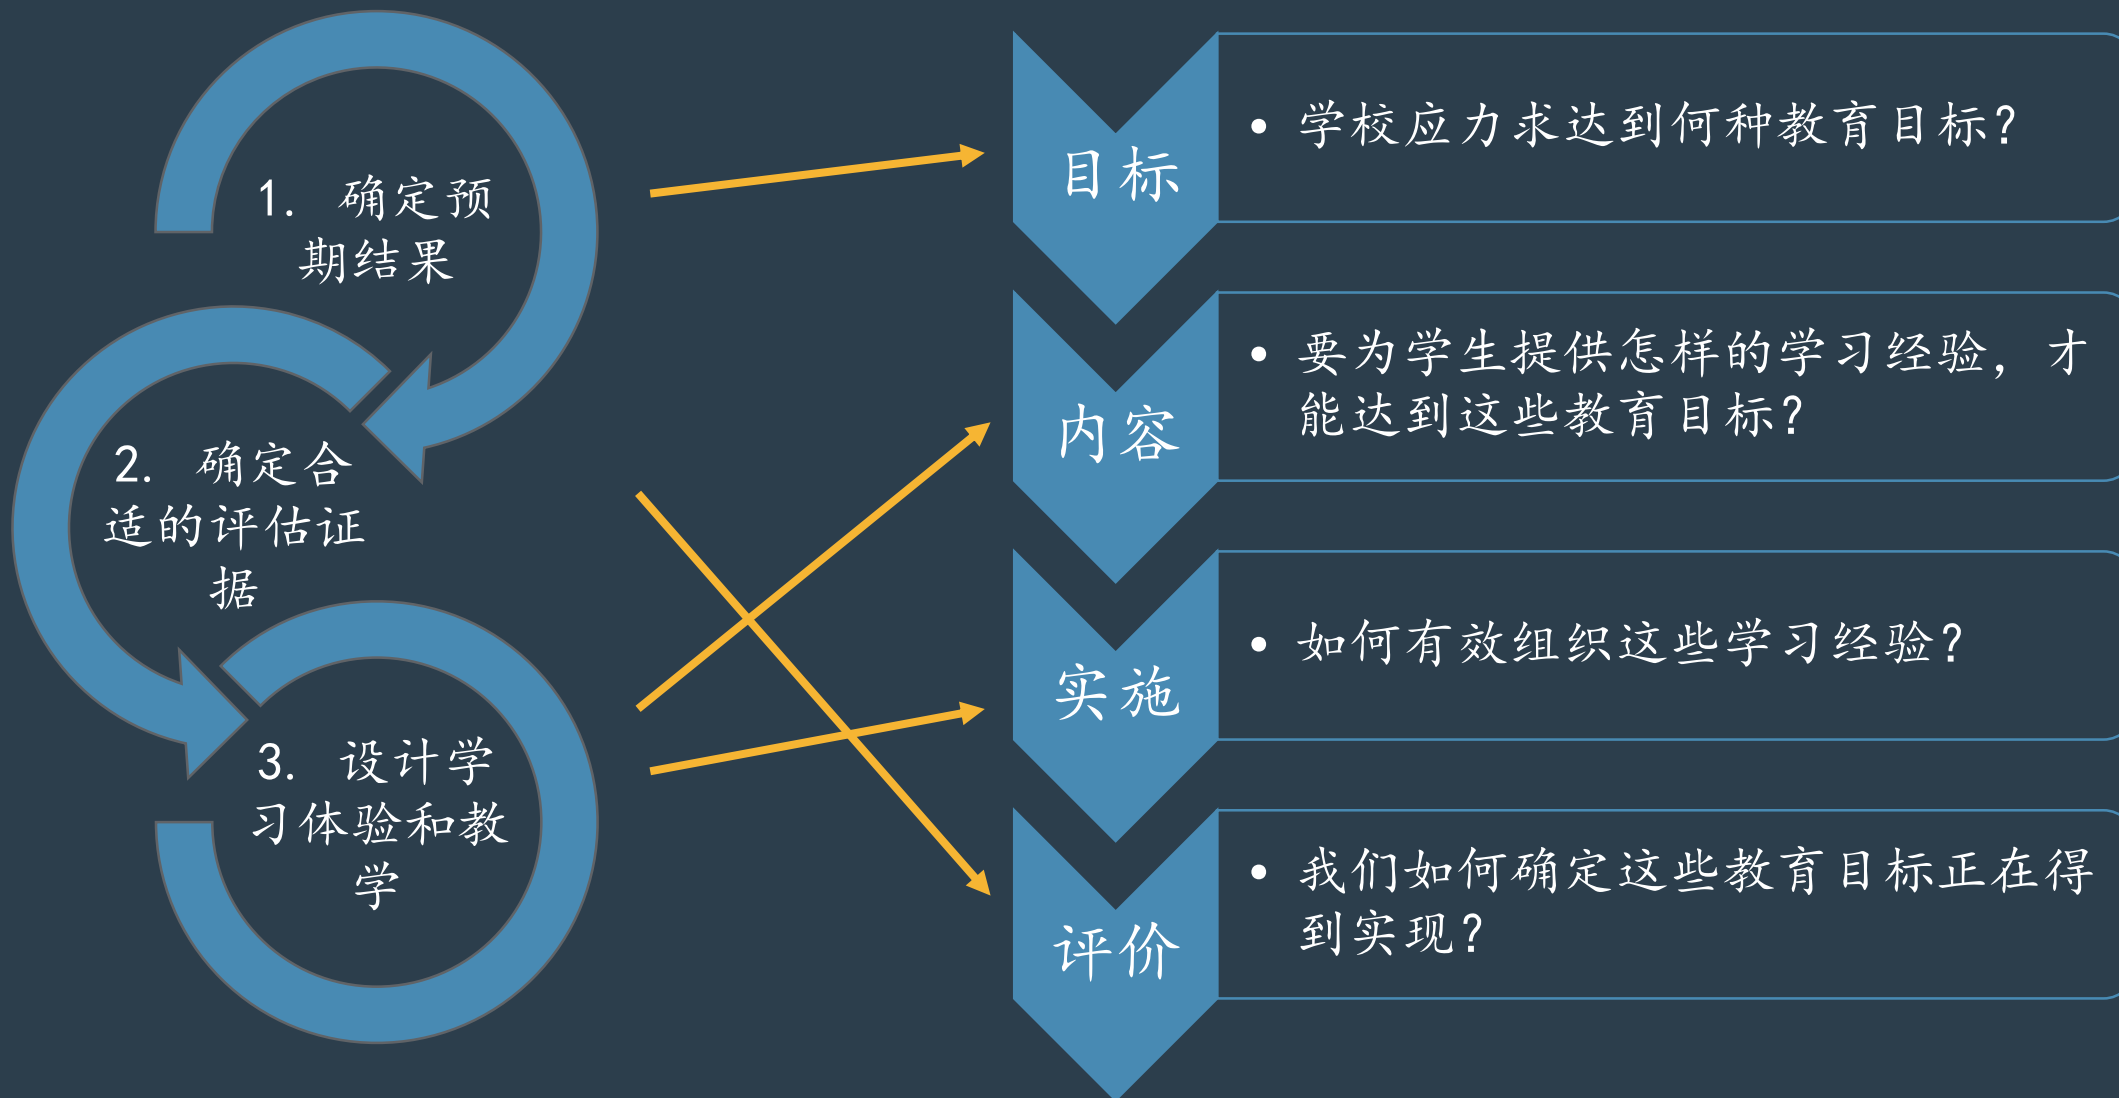 1. 确定预
期结果
2. 确定合
适的评估证
据
3. 设计学
习体验和教
学
目标
• 学校应力求达到何种教育目标？
内容
• 要为学生提供怎样的学习经验，才
能达到这些教育目标？
实施
• 如何有效组织这些学习经验？
评价
• 我们如何确定这些教育目标正在得
到实现？